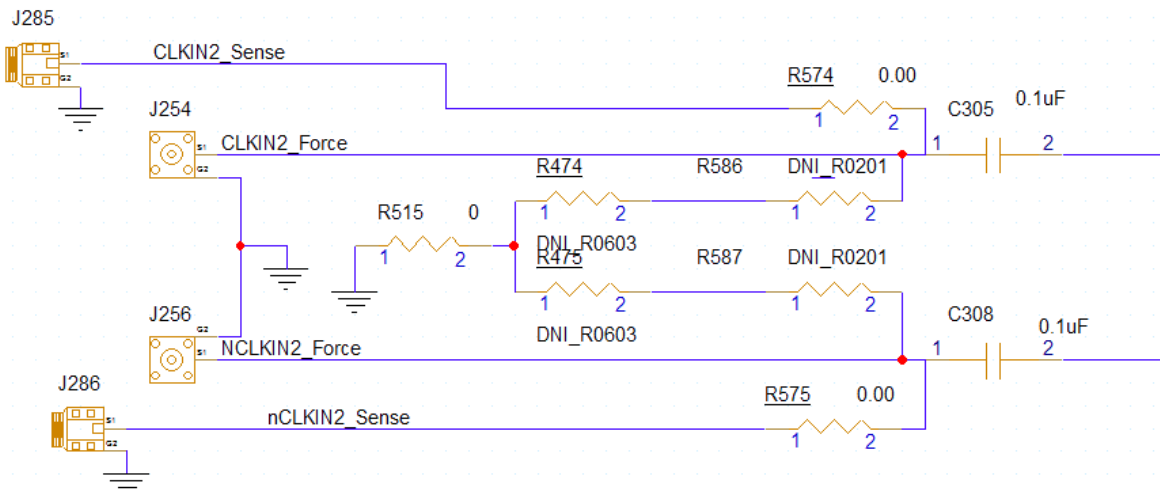 J285
S1
CLKIN2_Sense
G2
R574 0.00
1 2
J254
C305 0.1uF
S1
CLKIN2_Force
1 2
G2
R474 R586 DNI_R0201
1 2 1 2
R515 0
1 2
DNI_R0603
R475 R587 DNI_R0201
1 2 1 2
DNI_R0603
J256
G2
C308 0.1uF
S1
NCLKIN2_Force
1 2
J286
R575 0.00
S1
nCLKIN2_Sense
1 2
G2